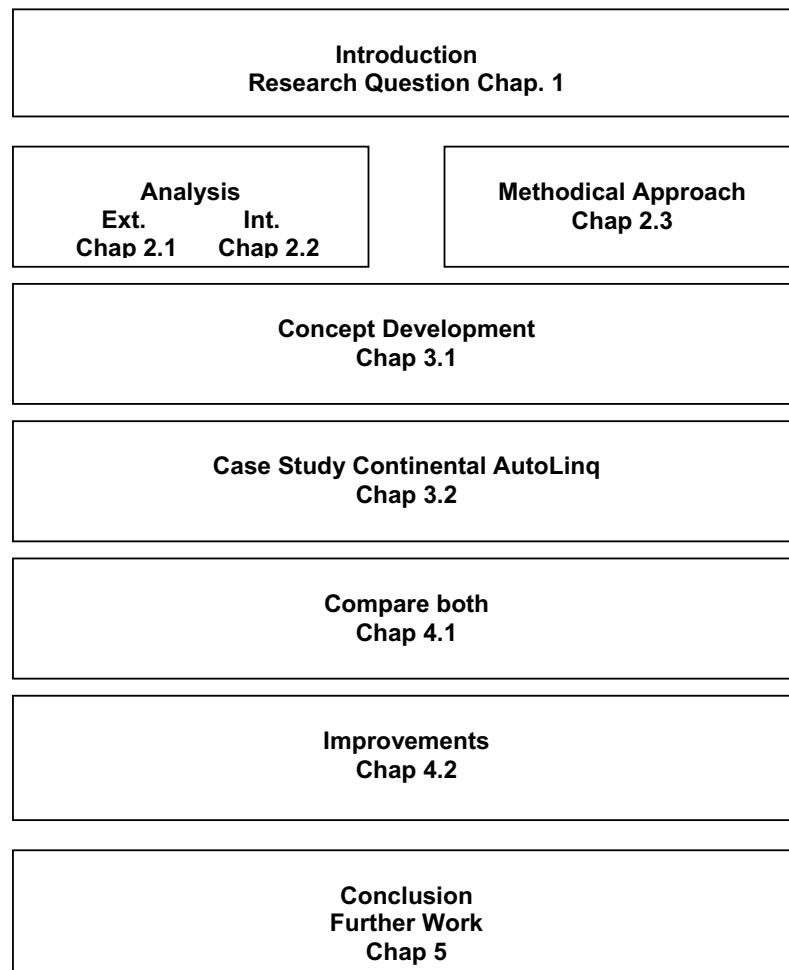 Introduction
Research Question Chap. 1
Analysis
Ext. Int.
Chap 2.1 Chap 2.2
Methodical Approach
Chap 2.3
Concept Development
Chap 3.1
Case Study Continental AutoLinq
Chap 3.2
Compare both
Chap 4.1
Improvements
Chap 4.2
Conclusion
Further Work
Chap 5